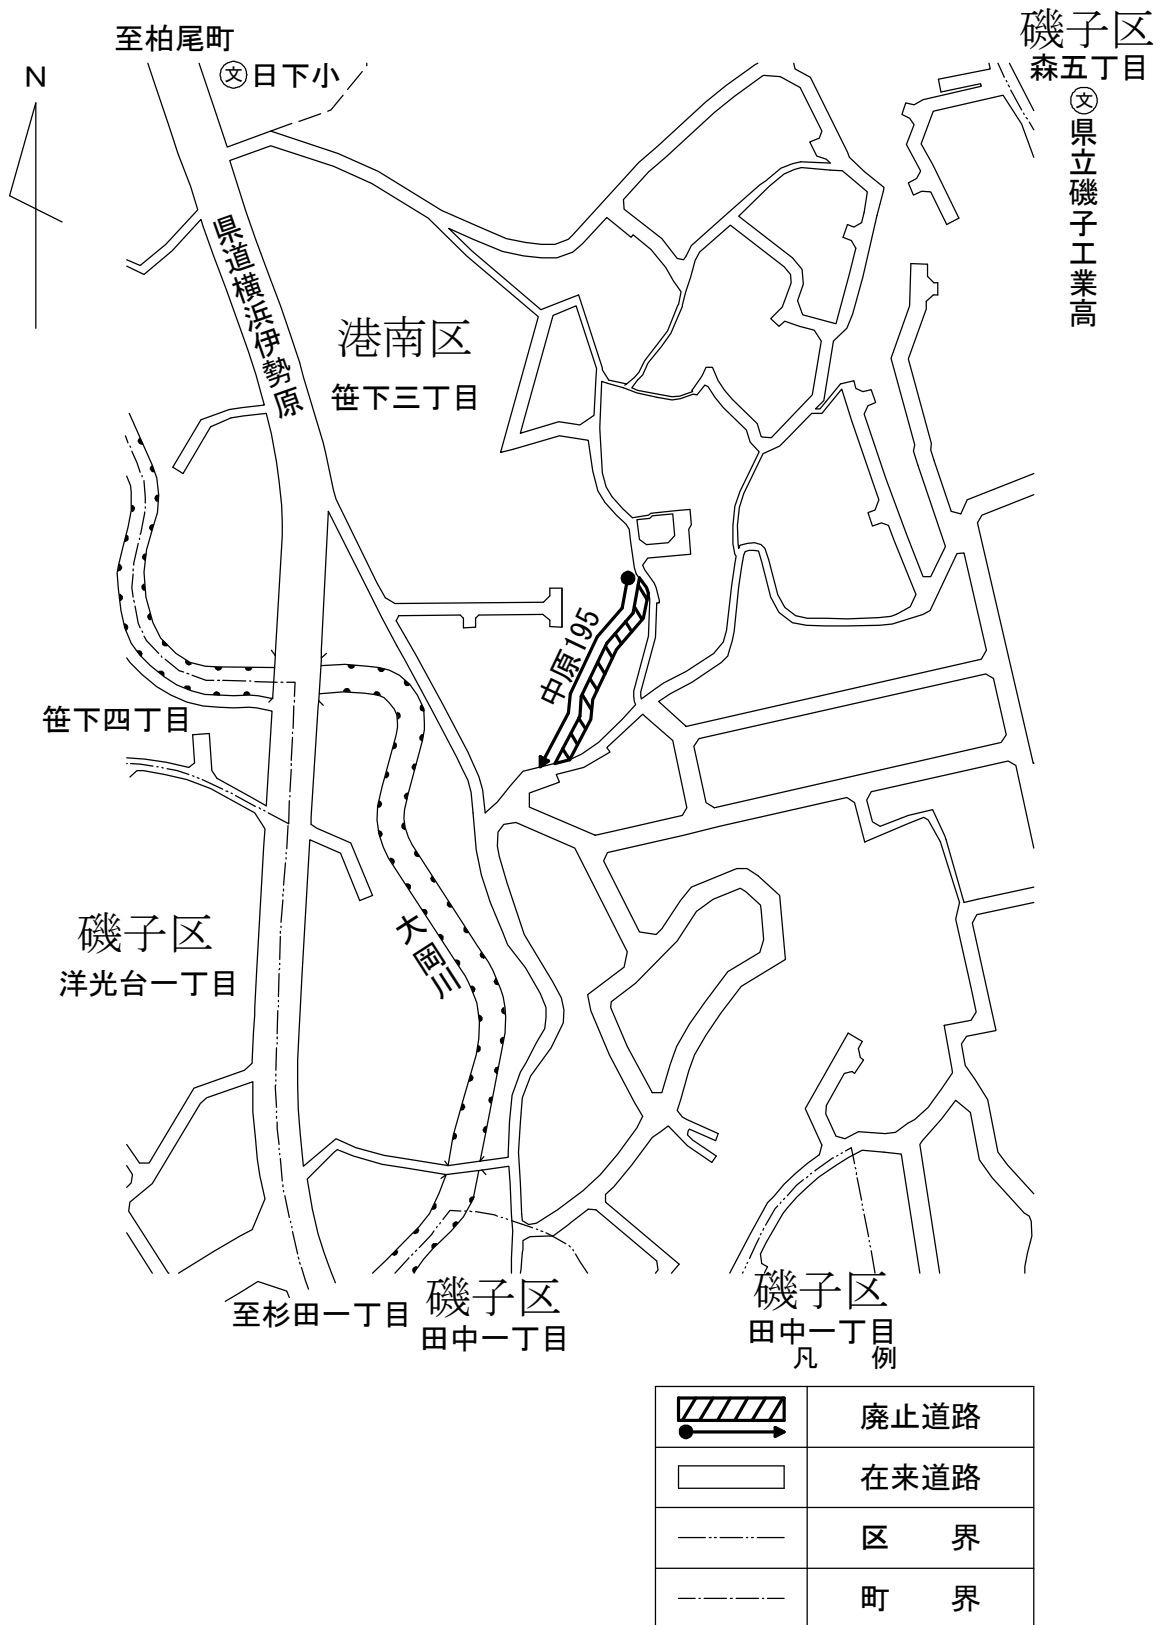 至柏尾町
磯子区
森五丁目
N
文日下小
文県立磯子工業高
県道横浜伊勢原
港南区
笹下三丁目
中原195
笹下四丁目
磯子区
洋光台一丁目
大岡川
至杉田一丁目
磯子区
田中一丁目
磯子区
田中一丁目
凡 例
廃止道路
在来道路
区 界
町 界